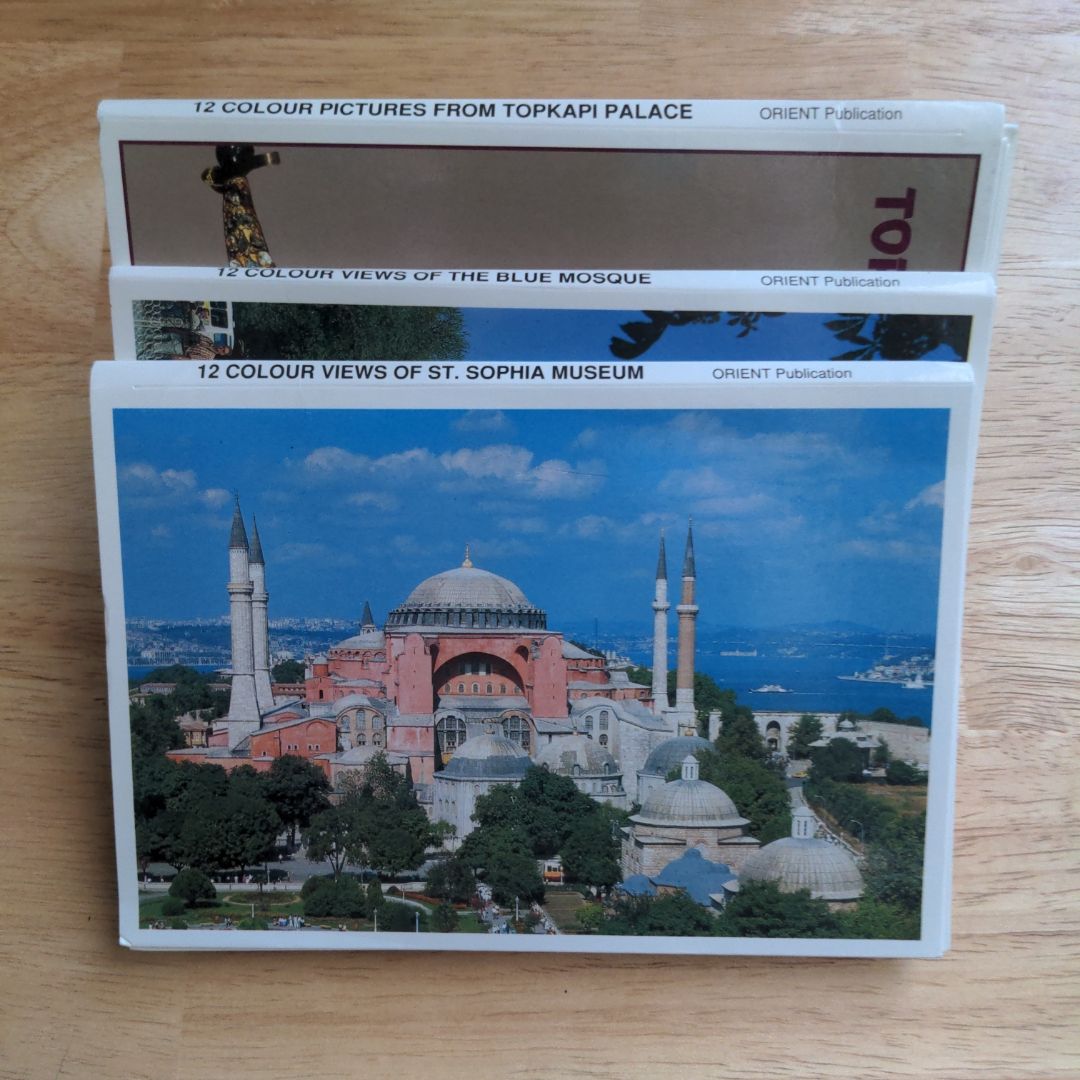 12 COLOUR PICTURES FROM TOPKAPI PALACE ORIENT Publication
TO
12 COLOUR VIEWS OF THE BLUE MOSQUE ORIENT Publication
12 COLOUR VIEWS OF ST. SOPHIA MUSEUM ORIENT Publication